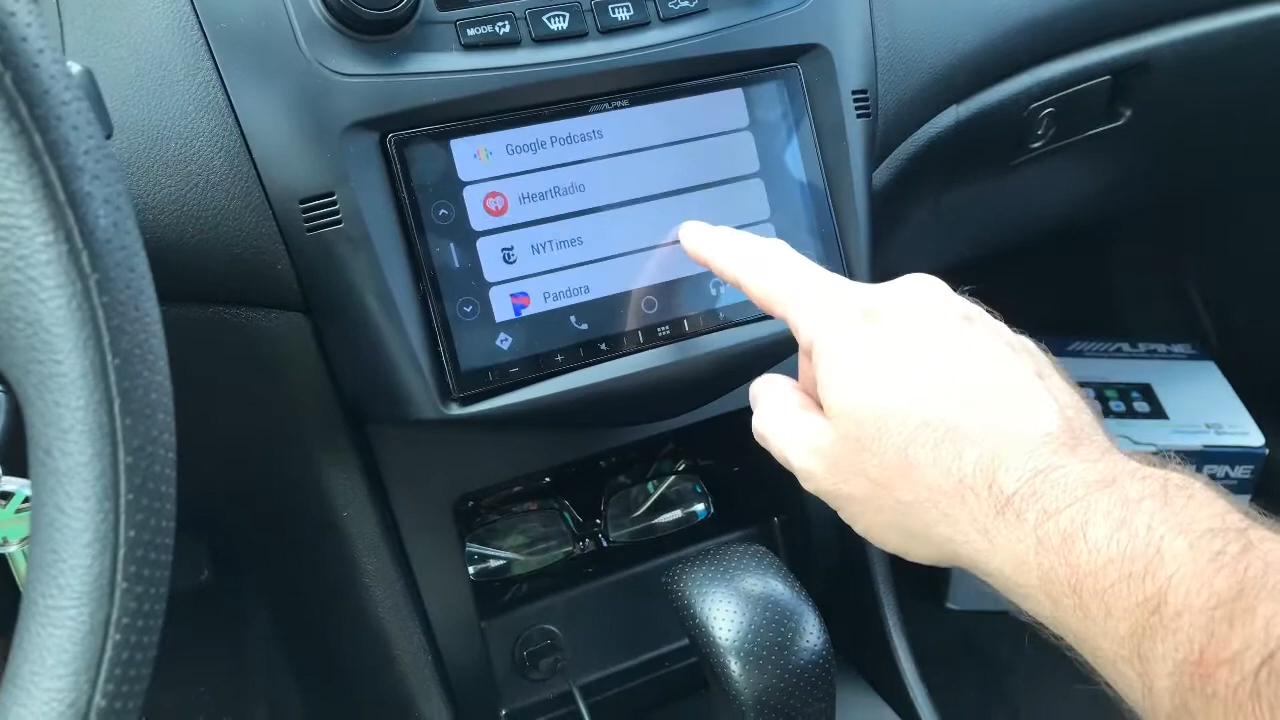 MODE
ALPINE
Google Podcasts
iHeartRadio
NYTimes
Pandora
ALPINE
ALPINE